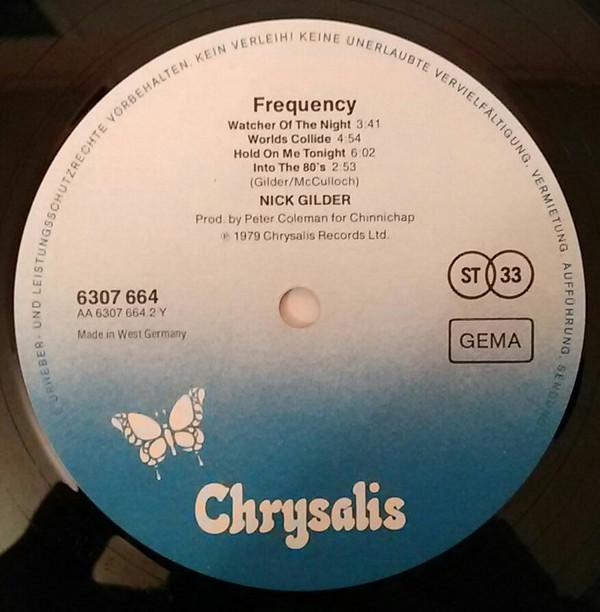 E URHEBER- UND LEISTUNGSSCHUTZRECHTE VORBEHALTEN. KEIN VERLEIH! KEINE UNERLAUBTE VERVIELFÄLTIGUNG, VERMIETUNG, AUFFÜHRUNG, SENDUNG
Frequency
Watcher Of The Night 3:41
Worlds Collide 4:54
Hold On Me Tonight 6:02
Into The 80's 2:53
(Gilder/McCulloch)
NICK GILDER
Prod. by Peter Coleman for Chinnichap
℗ 1979 Chrysalis Records Ltd.
6307 664
AA 6307 664.2 Y
Made in West Germany
ST 33
GEMA
Chrysalis